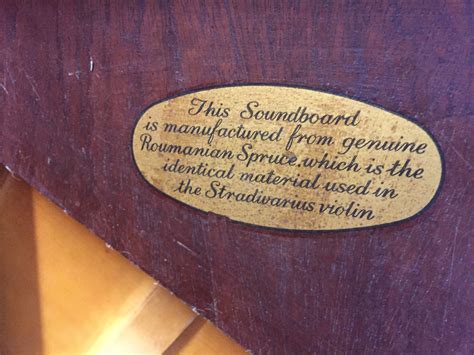 This Soundboard
is manufactured from genuine
Roumanian Spruce, which is the
identical material used in
the Stradivarius violin